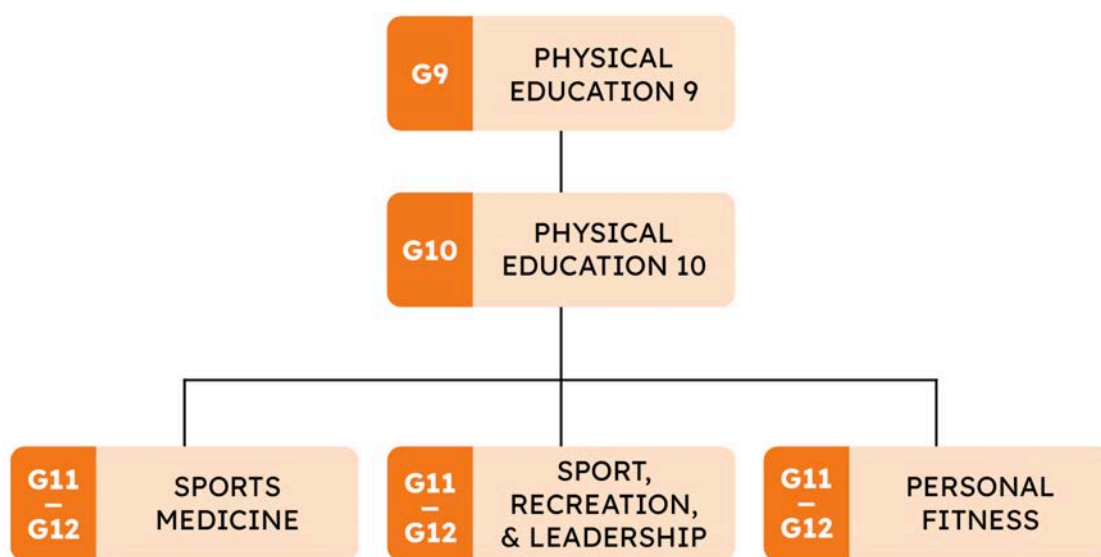 G9
PHYSICAL
EDUCATION 9
G10
PHYSICAL
EDUCATION 10
G11
–
G12
SPORTS
MEDICINE
G11
–
G12
SPORT,
RECREATION,
& LEADERSHIP
G11
–
G12
PERSONAL
FITNESS